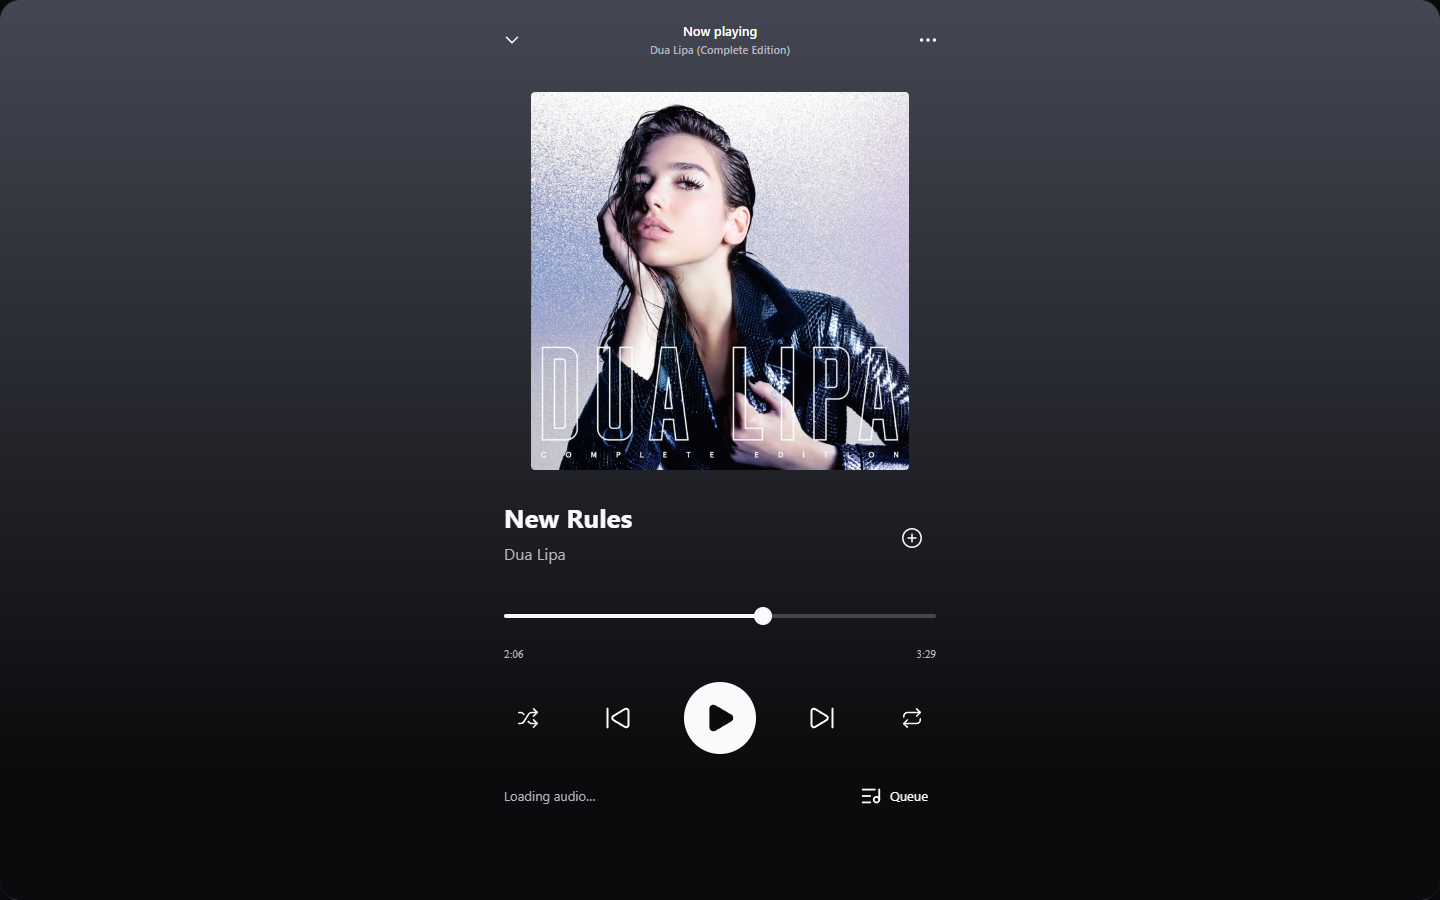 Now playing
Dua Lipa (Complete Edition)
DUA LIPA
COMPLETE EDITION
New Rules
Dua Lipa
2:06
3:29
Loading audio...
Queue